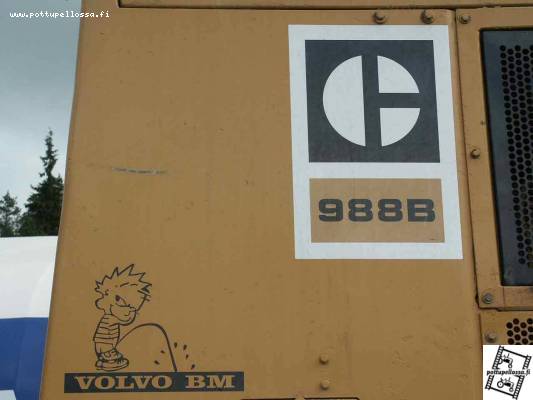 www.pottupellossa.fi
988B
VOLVO BM
pottupellossa.fi